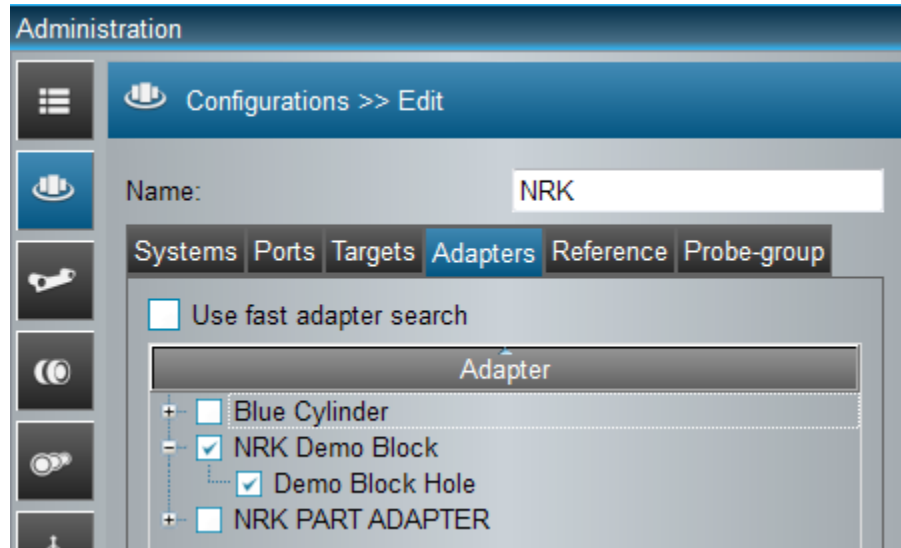 Administration
Configurations >> Edit
Name: NRK
Systems Ports Targets Adapters Reference Probe-group
Use fast adapter search
Adapter
Blue Cylinder
NRK Demo Block
Demo Block Hole
NRK PART ADAPTER